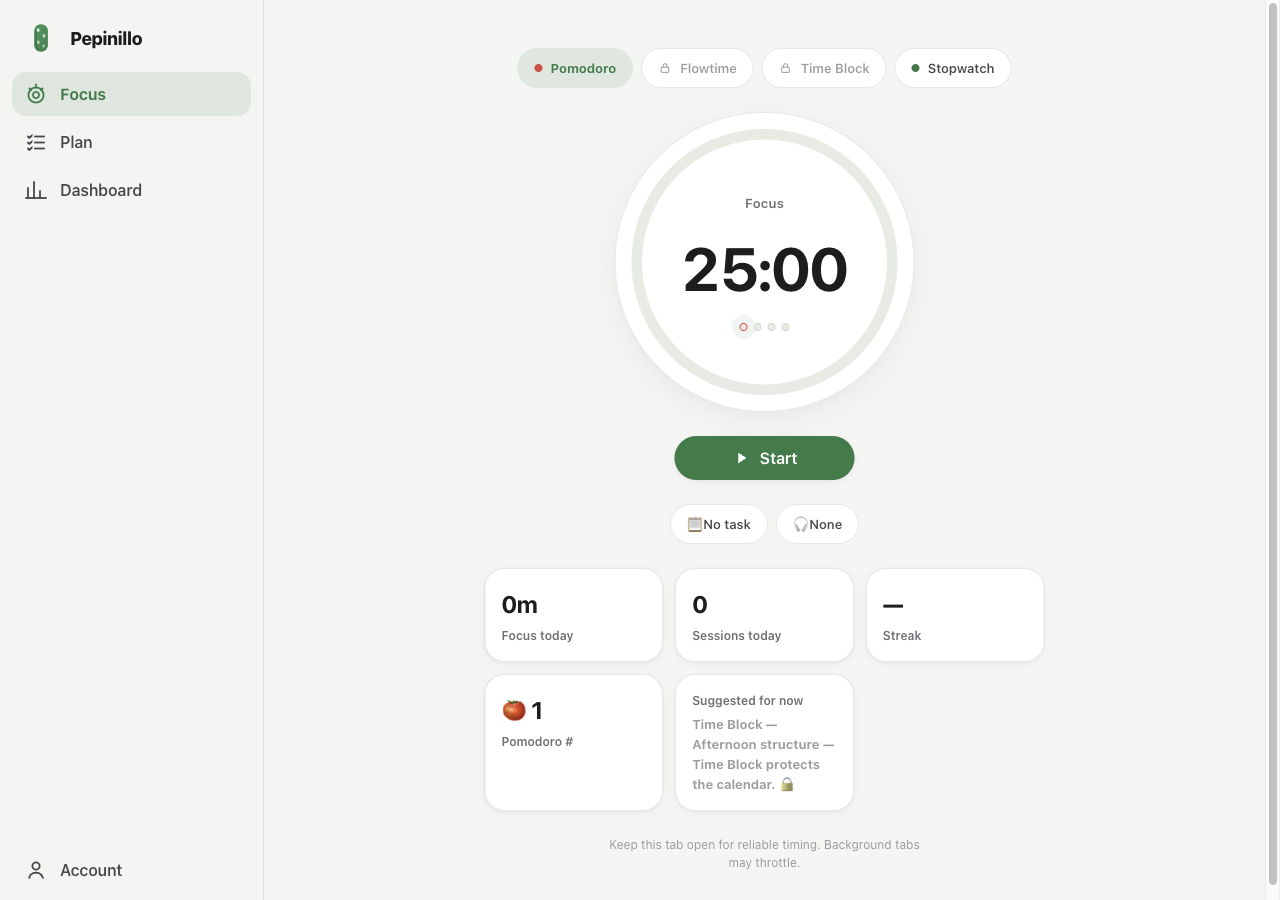 Pepinillo
Focus
Plan
Dashboard
Account
Pomodoro
Flowtime
Time Block
Stopwatch
Focus
25:00
Start
No task
None
0m
Focus today
0
Sessions today
—
Streak
1
Pomodoro #
Suggested for now
Time Block —
Afternoon structure —
Time Block protects
the calendar. 🔒
Keep this tab open for reliable timing. Background tabs
may throttle.